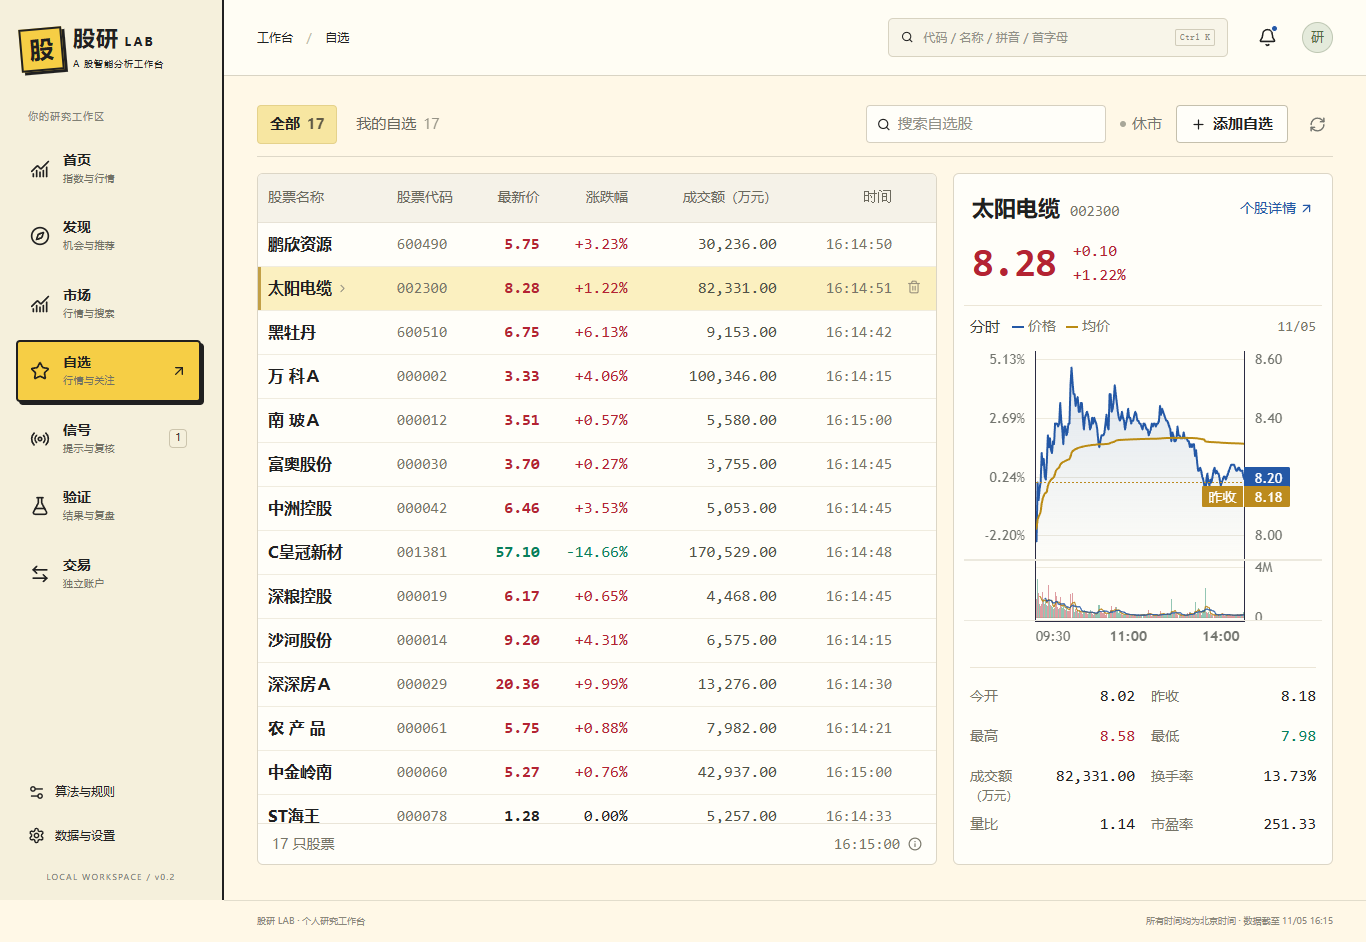 股 股研 LAB
A 股智能分析工作台
你的研究工作区
首页
指数与行情
发现
机会与推荐
市场
行情与搜索
自选
行情与关注
信号
提示与复核
1
验证
结果与复盘
交易
独立账户
算法与规则
数据与设置
LOCAL WORKSPACE / v0.2
工作台 / 自选
代码 / 名称 / 拼音 / 首字母 Ctrl K
研
全部 17 我的自选 17
搜索自选股
休市
添加自选
股票名称 股票代码 最新价 涨跌幅 成交额（万元） 时间
鹏欣资源 600490 5.75 +3.23% 30,236.00 16:14:50
太阳电缆 002300 8.28 +1.22% 82,331.00 16:14:51
黑牡丹 600510 6.75 +6.13% 9,153.00 16:14:42
万 科Ａ 000002 3.33 +4.06% 100,346.00 16:14:15
南 玻Ａ 000012 3.51 +0.57% 5,580.00 16:15:00
富奥股份 000030 3.70 +0.27% 3,755.00 16:14:45
中洲控股 000042 6.46 +3.53% 5,053.00 16:14:45
C皇冠新材 001381 57.10 -14.66% 170,529.00 16:14:48
深粮控股 000019 6.17 +0.65% 4,468.00 16:14:45
沙河股份 000014 9.20 +4.31% 6,575.00 16:14:15
深深房Ａ 000029 20.36 +9.99% 13,276.00 16:14:30
农 产 品 000061 5.75 +0.88% 7,982.00 16:14:21
中金岭南 000060 5.27 +0.76% 42,937.00 16:15:00
ST海王 000078 1.28 0.00% 5,257.00 16:14:33
17 只股票 16:15:00
太阳电缆 002300 个股详情
8.28
+0.10
+1.22%
分时 价格 均价 11/05
5.13% 8.60
2.69% 8.40
0.24% 8.20
昨收 8.18
-2.20% 8.00
4M
0
09:30 11:00 14:00
今开 8.02 昨收 8.18
最高 8.58 最低 7.98
成交额 82,331.00 换手率 13.73%
（万元）
量比 1.14 市盈率 251.33
股研 LAB · 个人研究工作台
所有时间均为北京时间 · 数据截至 11/05 16:15